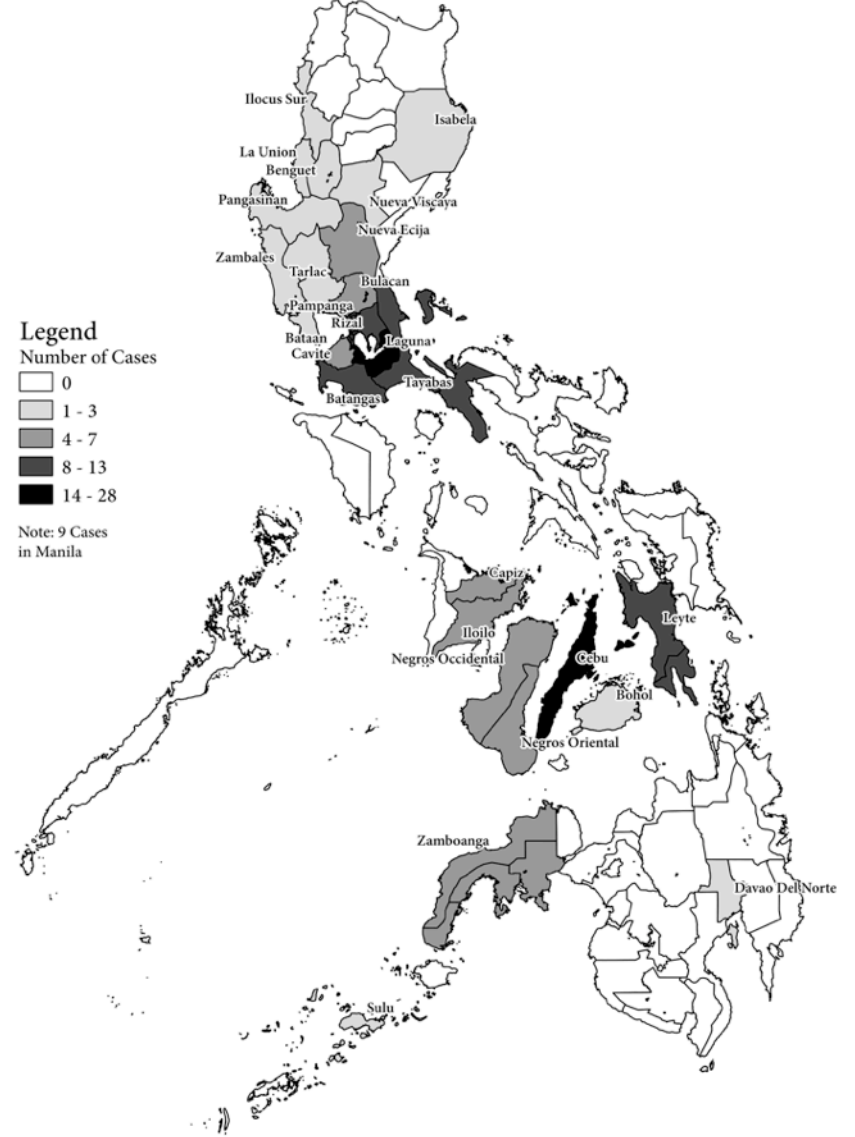 Ilocus Sur
Isabela
La Union
Benguet
Pangasinan
Nueva Viscaya
Nueva Ecija
Zambales
Tarlac
Bulacan
Pampanga
Rizal
Bataan
Laguna
Cavite
Tayabas
Batangas
Legend
Number of Cases
0
1 - 3
4 - 7
8 - 13
14 - 28
Note: 9 Cases
in Manila
Capiz
Leyte
Iloilo
Negros Occidental
Cebu
Bohol
Negros Oriental
Zamboanga
Davao Del Norte
Sulu